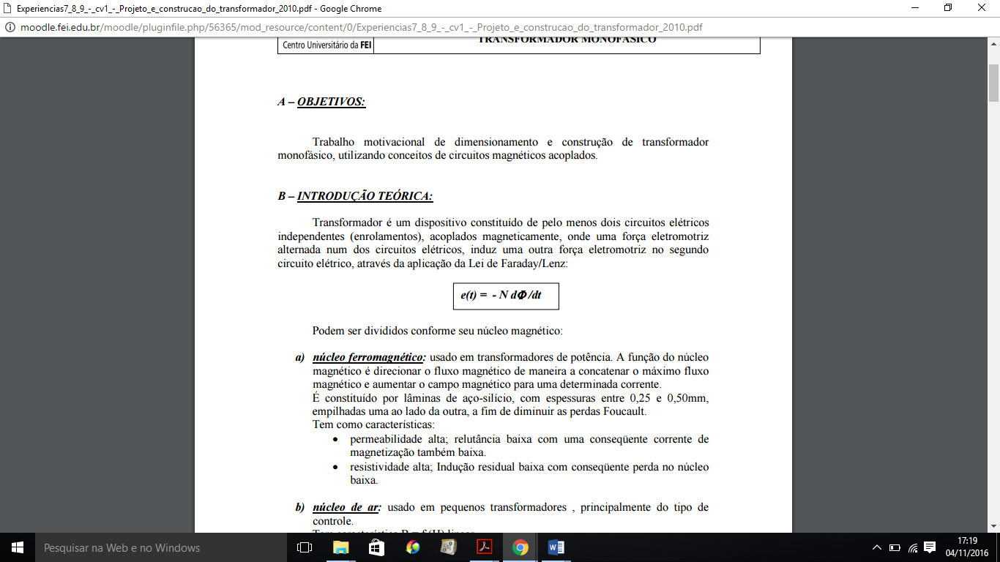 Experiencias7_8_9_-_cv1_-_Projeto_e_construcao_do_transformador_2010.pdf - Google Chrome
moodle.fei.edu.br/moodle/pluginfile.php/56365/mod_resource/content/0/Experiencias7_8_9_-_cv1_-_Projeto_e_construcao_do_transformador_2010.pdf
Centro Universitário da FEI
TRANSFORMADOR MONOFÁSICO
A – OBJETIVOS:
Trabalho motivacional de dimensionamento e construção de transformador
monofásico, utilizando conceitos de circuitos magnéticos acoplados.
B – INTRODUÇÃO TEÓRICA:
Transformador é um dispositivo constituído de pelo menos dois circuitos elétricos
independentes (enrolamentos), acoplados magneticamente, onde uma força eletromotriz
alternada num dos circuitos elétricos, induz uma outra força eletromotriz no segundo
circuito elétrico, através da aplicação da Lei de Faraday/Lenz:
e(t) = - N dΦ/dt
Podem ser divididos conforme seu núcleo magnético:
a) núcleo ferromagnético: usado em transformadores de potência. A função do núcleo
magnético é direcionar o fluxo magnético de maneira a concatenar o máximo fluxo
magnético e aumentar o campo magnético para uma determinada corrente.
É constituído por lâminas de aço-silício, com espessuras entre 0,25 e 0,50mm,
empilhadas uma ao lado da outra, a fim de diminuir as perdas Foucault.
Tem como características:
• permeabilidade alta; relutância baixa com uma conseqüente corrente de
magnetização também baixa.
• resistividade alta; Indução residual baixa com conseqüente perda no núcleo
baixa.
b) núcleo de ar: usado em pequenos transformadores , principalmente do tipo de
controle.
Tem característica B = f (H) linear
Pesquisar na Web e no Windows
17:19
04/11/2016